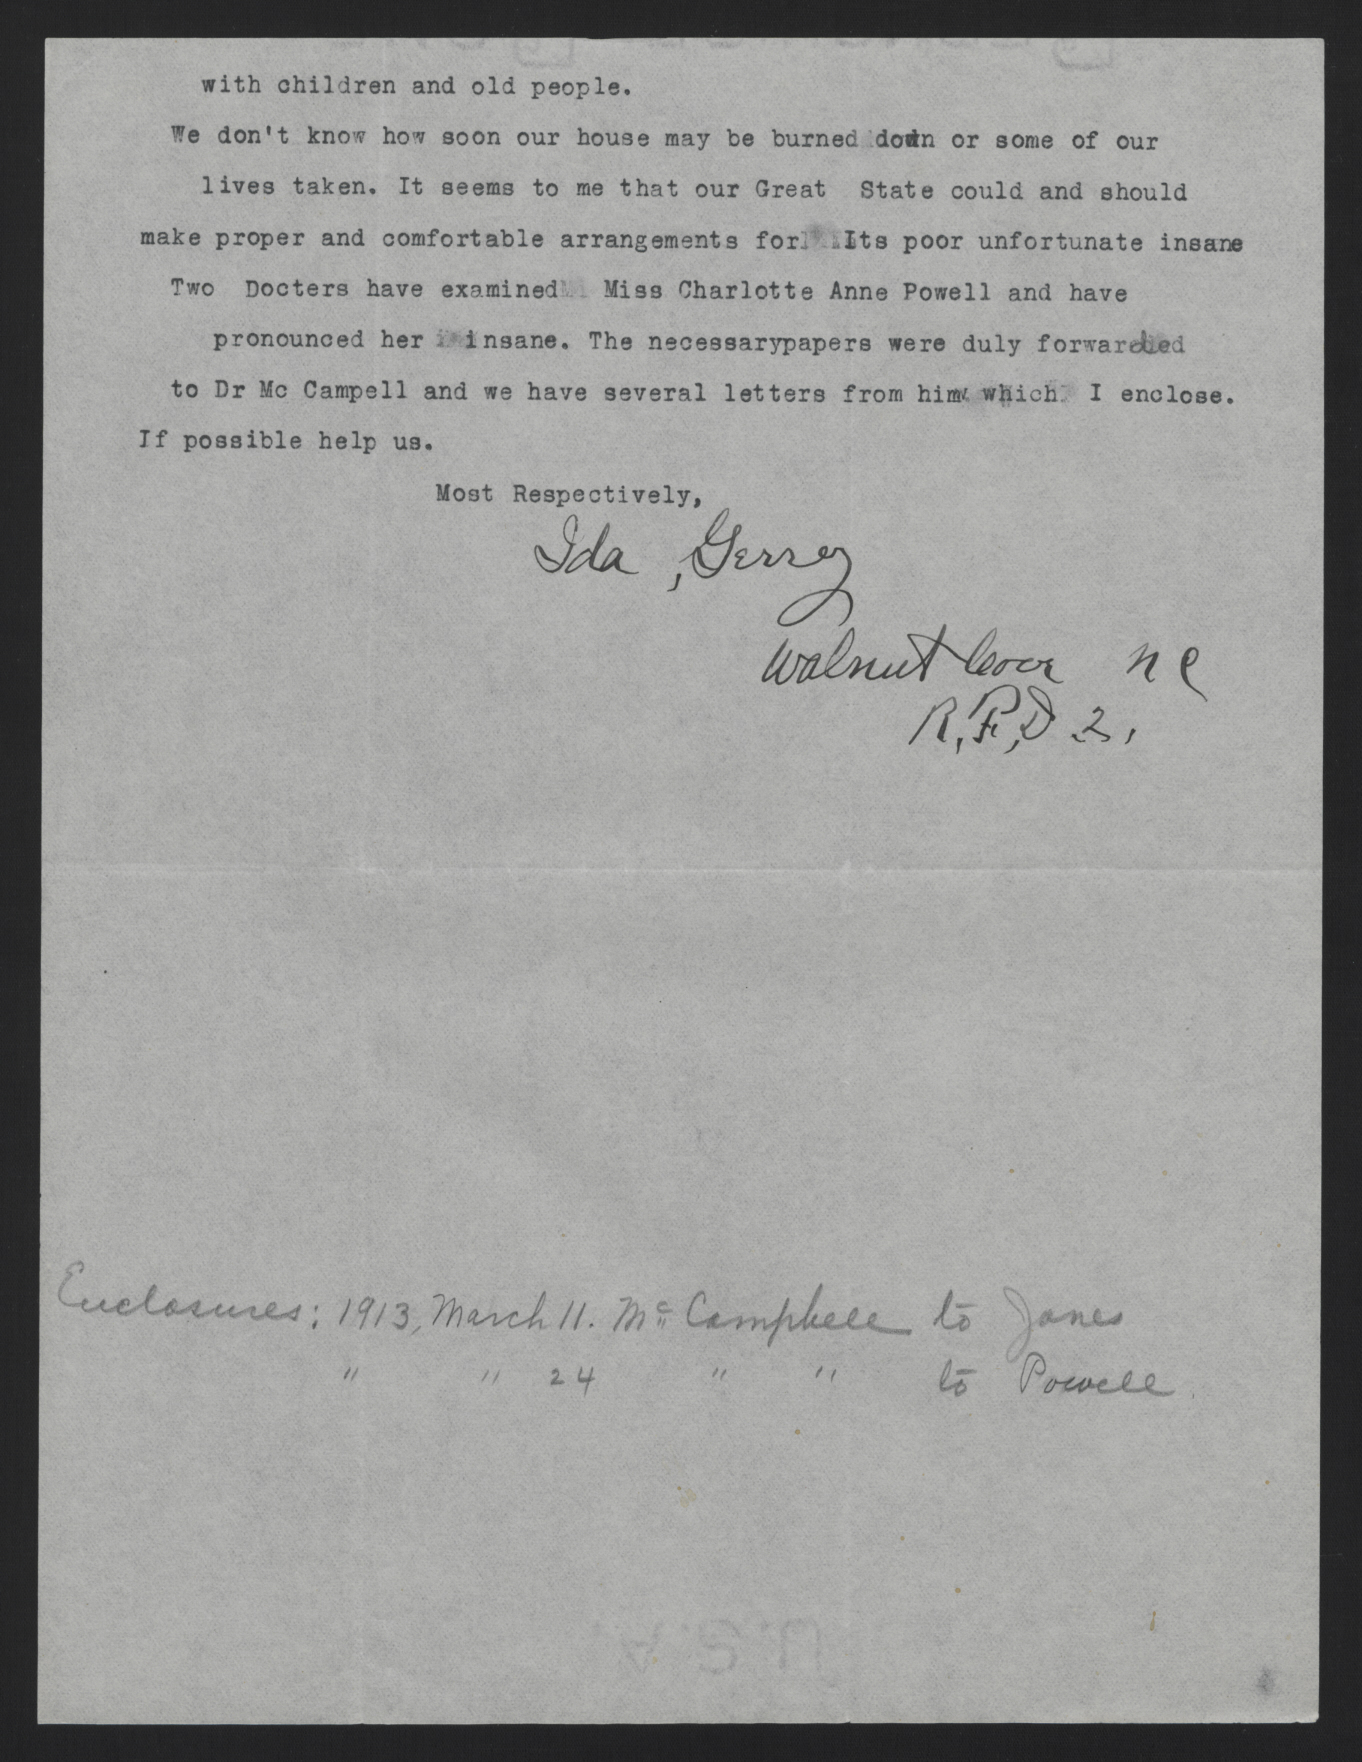 with children and old people.
We don't know how soon our house may be burned down or some of our
lives taken. It seems to me that our Great State could and should
make proper and comfortable arrangements for Its poor unfortunate insane
Two Docters have examined Miss Charlotte Anne Powell and have
pronounced her insane. The necessarypapers were duly forwarded
to Dr Mc Campell and we have several letters from him which I enclose.
If possible help us.
Most Respectively,
Ida, Gerrey
Walnut Cove N C
R,F,D 2,
Enclosures: 1913, March 11. Mc Campbell to Jones
" " 24 " " to Powell.